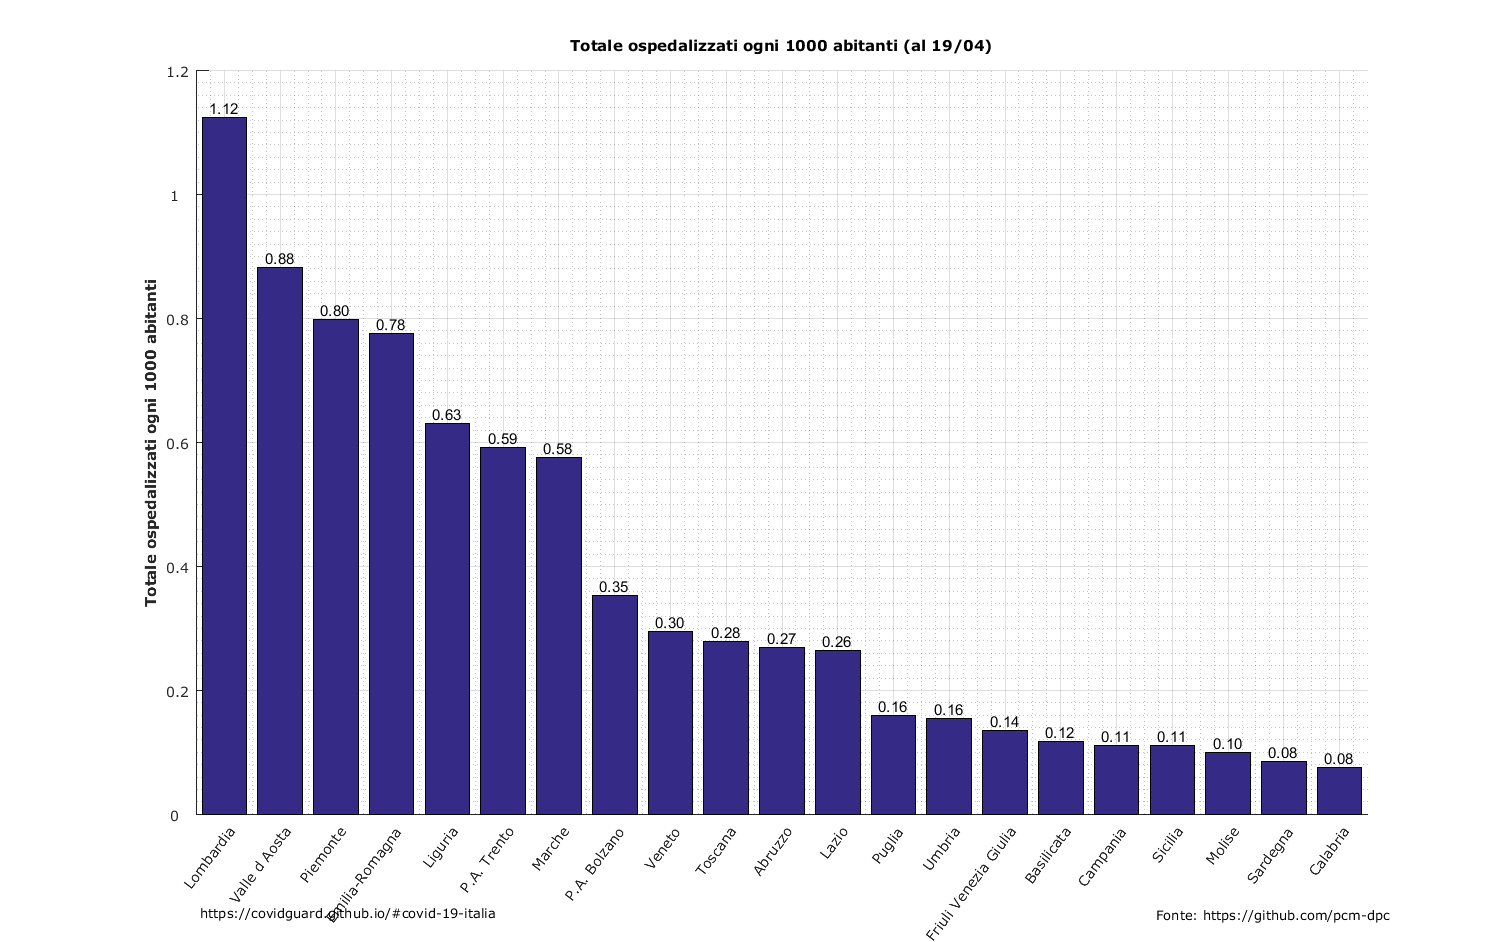 Totale ospedalizzati ogni 1000 abitanti (al 19/04)
Totale ospedalizzati ogni 1000 abitanti
1.2
1
0.8
0.6
0.4
0.2
0
1.12
0.88
0.80
0.78
0.63
0.59
0.58
0.35
0.30
0.28
0.27
0.26
0.16
0.16
0.14
0.12
0.11
0.11
0.10
0.08
0.08
Lombardia
Valle d Aosta
Piemonte
Emilia-Romagna
Liguria
P.A. Trento
Marche
P.A. Bolzano
Veneto
Toscana
Abruzzo
Lazio
Puglia
Umbria
Friuli Venezia Giulia
Basilicata
Campania
Sicilia
Molise
Sardegna
Calabria
https://covidguard.github.io/#covid-19-italia
Fonte: https://github.com/pcm-dpc